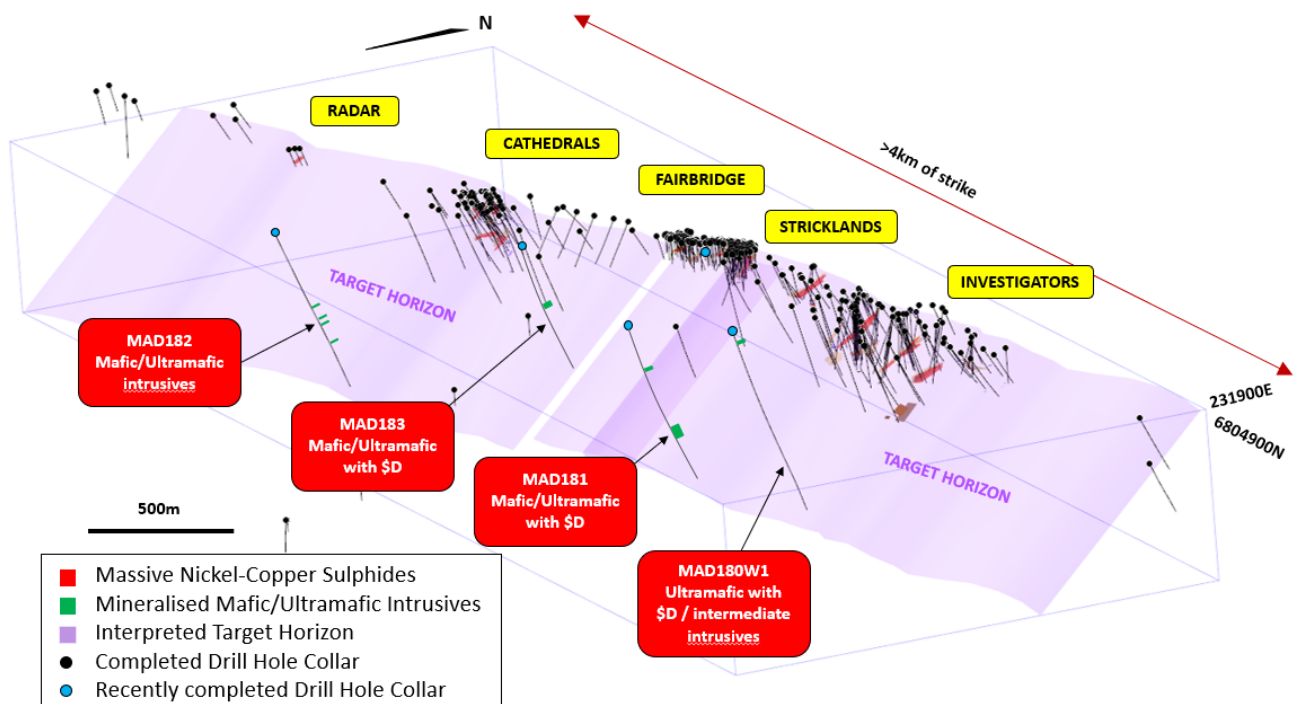 N
RADAR
CATHEDRALS
FAIRBRIDGE
STRICKLANDS
INVESTIGATORS
>4km of strike
TARGET HORIZON
TARGET HORIZON
231900E
6804900N
MAD182
Mafic/Ultramafic
intrusives
MAD183
Mafic/Ultramafic
with $D
MAD181
Mafic/Ultramafic
with $D
MAD180W1
Ultramafic with
$D / intermediate
intrusives
500m
Massive Nickel-Copper Sulphides
Mineralised Mafic/Ultramafic Intrusives
Interpreted Target Horizon
Completed Drill Hole Collar
Recently completed Drill Hole Collar